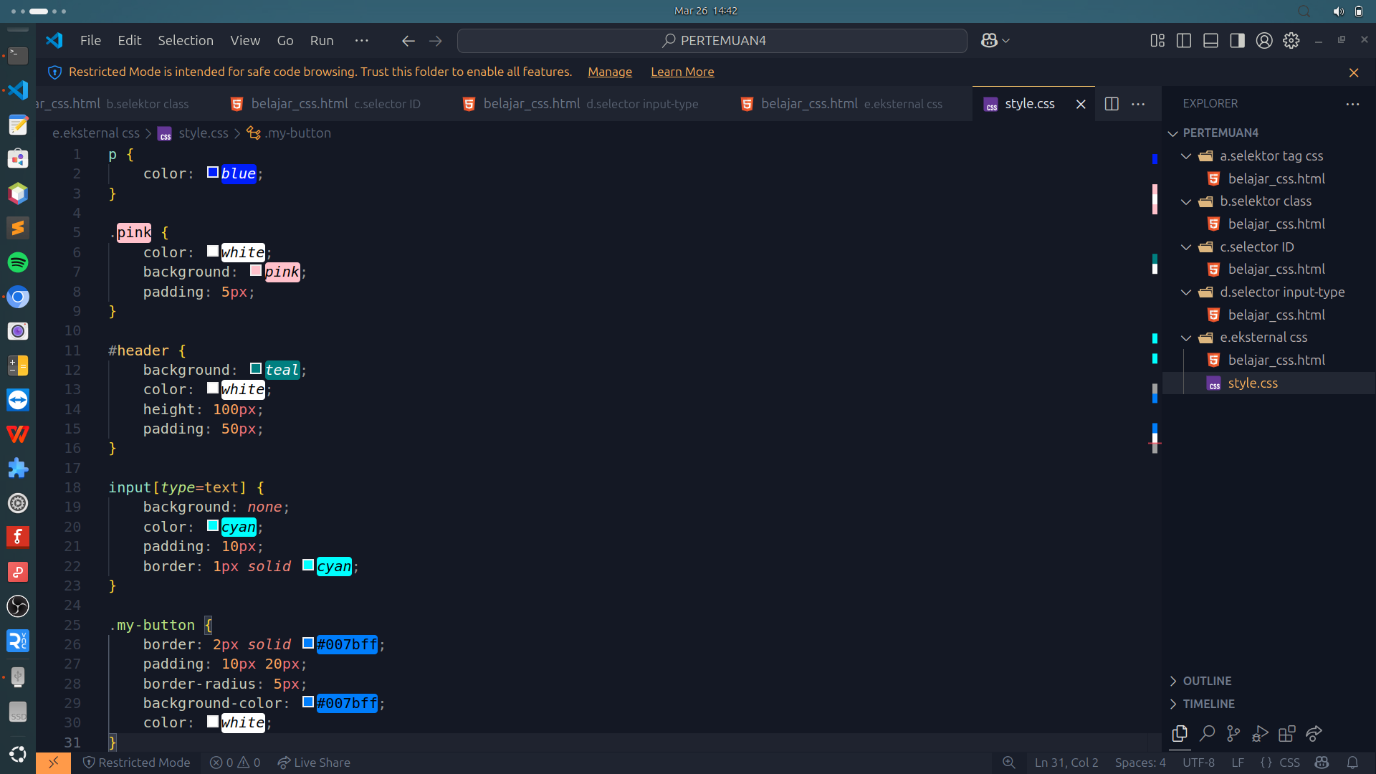 Mar 26 14:42
File Edit Selection View Go Run ··· PERTEMUAN4
Restricted Mode is intended for safe code browsing. Trust this folder to enable all features. Manage Learn More
ar_css.html b.selektor class belajar_css.html c.selector ID belajar_css.html d.selector input-type belajar_css.html e.eksternal css style.css
e.eksternal css > style.css > .my-button
1 p {
2 color: blue;
3 }
4
5 .pink {
6 color: white;
7 background: pink;
8 padding: 5px;
9 }
10
11 #header {
12 background: teal;
13 color: white;
14 height: 100px;
15 padding: 50px;
16 }
17
18 input[type=text] {
19 background: none;
20 color: cyan;
21 padding: 10px;
22 border: 1px solid cyan;
23 }
24
25 .my-button {
26 border: 2px solid #007bff;
27 padding: 10px 20px;
28 border-radius: 5px;
29 background-color: #007bff;
30 color: white;
31 }
EXPLORER
PERTEMUAN4
a.selektor tag css
belajar_css.html
b.selektor class
belajar_css.html
c.selector ID
belajar_css.html
d.selector input-type
belajar_css.html
e.eksternal css
belajar_css.html
style.css
OUTLINE
TIMELINE
Restricted Mode 0 0 Live Share Ln 31, Col 2 Spaces: 4 UTF-8 LF {} CSS